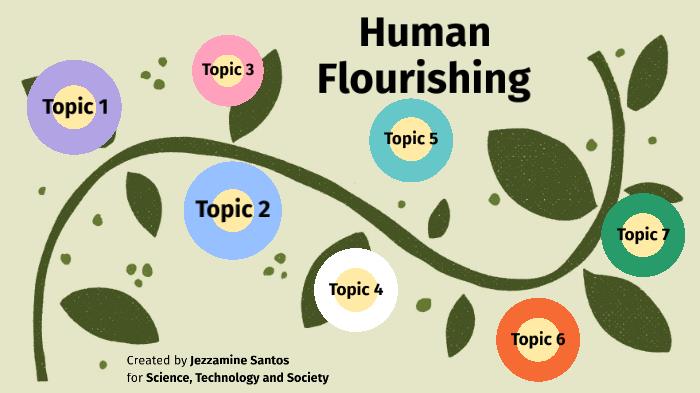 Human
Flourishing
Topic 1
Topic 3
Topic 5
Topic 2
Topic 7
Topic 4
Topic 6
Created by Jezzamine Santos
for Science, Technology and Society